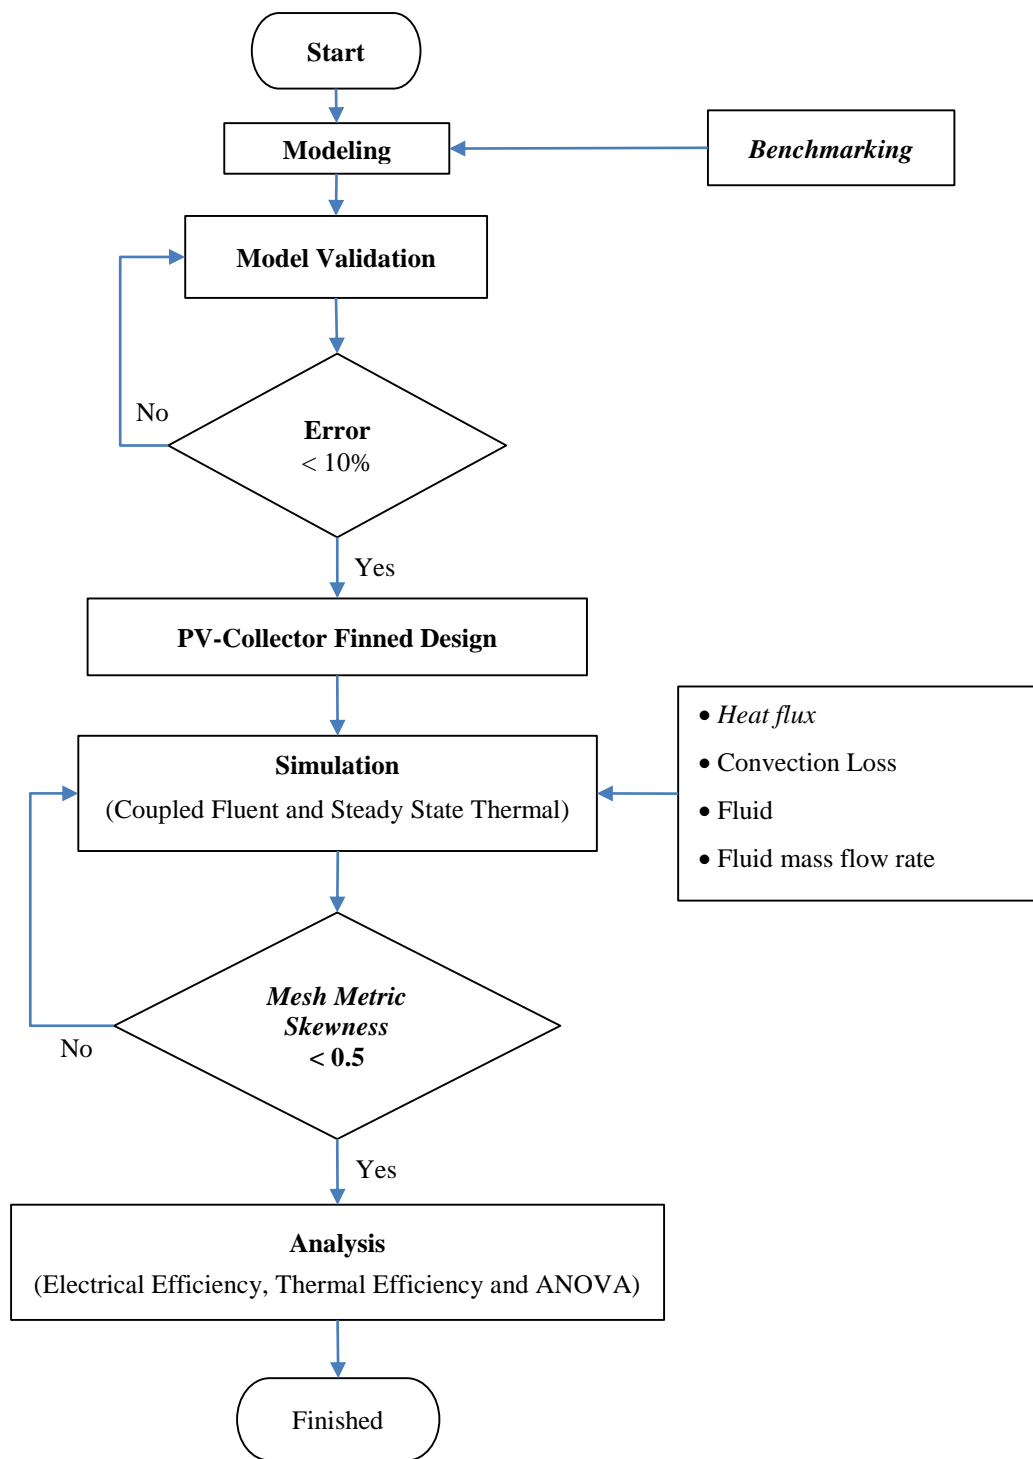 Start
Modeling
Benchmarking
Model Validation
No
Error
< 10%
Yes
PV-Collector Finned Design
Simulation
(Coupled Fluent and Steady State Thermal)
• Heat flux
• Convection Loss
• Fluid
• Fluid mass flow rate
Mesh Metric
Skewness
< 0.5
No
Yes
Analysis
(Electrical Efficiency, Thermal Efficiency and ANOVA)
Finished